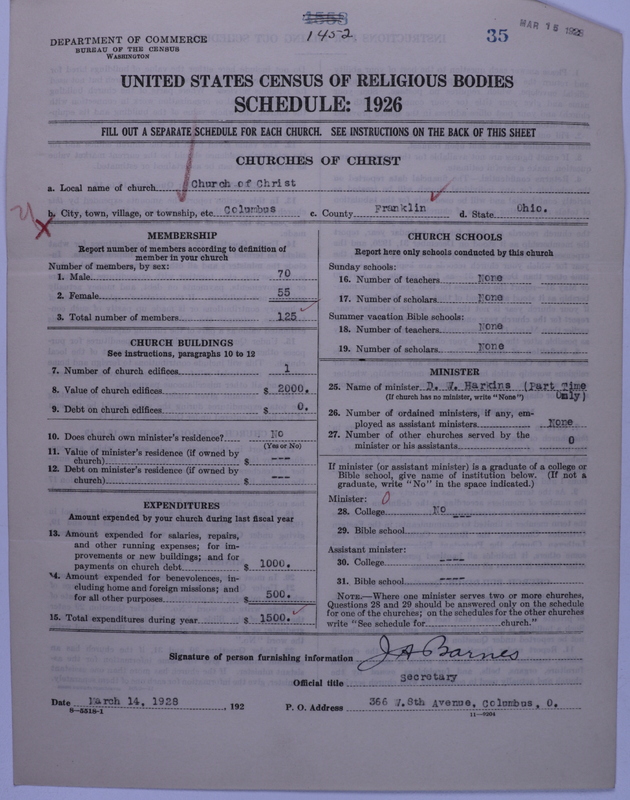 1558
1452
35
MAR 15 1928
DEPARTMENT OF COMMERCE
BUREAU OF THE CENSUS
WASHINGTON
UNITED STATES CENSUS OF RELIGIOUS BODIES
SCHEDULE: 1926
FILL OUT A SEPARATE SCHEDULE FOR EACH CHURCH. SEE INSTRUCTIONS ON THE BACK OF THIS SHEET
CHURCHES OF CHRIST
a. Local name of church Church of Christ
b. City, town, village, or township, etc. Columbus c. County Franklin d. State Ohio.
MEMBERSHIP
Report number of members according to definition of
member in your church
Number of members, by sex:
1. Male 70
2. Female 55
3. Total number of members 125
CHURCH BUILDINGS
See instructions, paragraphs 10 to 12
7. Number of church edifices 1
8. Value of church edifices $ 2000.
9. Debt on church edifices $ 0.
10. Does church own minister's residence? No
(Yes or No)
11. Value of minister's residence (if owned by
church) $ ---
12. Debt on minister's residence (if owned by
church) $ ---
EXPENDITURES
Amount expended by your church during last fiscal year
13. Amount expended for salaries, repairs,
and other running expenses; for im-
provements or new buildings; and for
payments on church debt $ 1000.
14. Amount expended for benevolences, in-
cluding home and foreign missions; and
for all other purposes $ 500.
15. Total expenditures during year $ 1500.
CHURCH SCHOOLS
Report here only schools conducted by this church
Sunday schools:
16. Number of teachers None
17. Number of scholars None
Summer vacation Bible schools:
18. Number of teachers None
19. Number of scholars None
MINISTER
25. Name of minister D. W. Harkins (Part Time
(If church has no minister, write "None") Only)
26. Number of ordained ministers, if any, em-
ployed as assistant ministers None
27. Number of other churches served by the
minister or his assistants 0
If minister (or assistant minister) is a graduate of a college or
Bible school, give name of institution below. (If not a
graduate, write "No" in the space indicated.)
Minister: 0
28. College No
29. Bible school ---
Assistant minister:
30. College ----
31. Bible school ----
NOTE.—Where one minister serves two or more churches,
Questions 28 and 29 should be answered only on the schedule
for one of the churches; on the schedules for the other churches
write "See schedule for church."
Signature of person furnishing information J A Barnes
Official title Secretary
Date March 14, 1928 , 192 P. O. Address 366 W. 8th Avenue, Columbus, O.
8—5518-1 11—9204